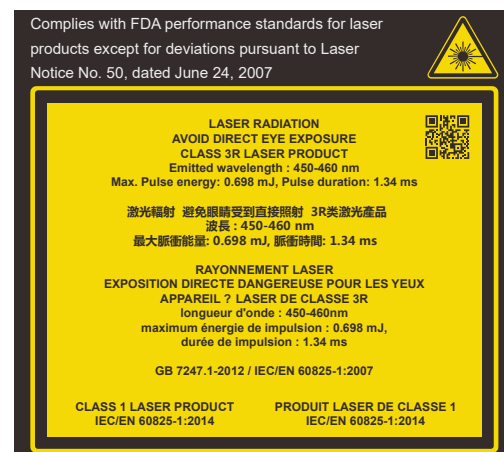 Complies with FDA performance standards for laser
products except for deviations pursuant to Laser
Notice No. 50, dated June 24, 2007
LASER RADIATION
AVOID DIRECT EYE EXPOSURE
CLASS 3R LASER PRODUCT
Emitted wavelength : 450-460 nm
Max. Pulse energy: 0.698 mJ, Pulse duration: 1.34 ms
激光輻射 避免眼睛受到直接照射 3R类激光產品
波長 : 450-460 nm
最大脈衝能量: 0.698 mJ, 脈衝時間: 1.34 ms
RAYONNEMENT LASER
EXPOSITION DIRECTE DANGEREUSE POUR LES YEUX
APPAREIL ? LASER DE CLASSE 3R
longueur d'onde : 450-460nm
maximum énergie de impulsion : 0.698 mJ,
durée de impulsion : 1.34 ms
GB 7247.1-2012 / IEC/EN 60825-1:2007
CLASS 1 LASER PRODUCT
IEC/EN 60825-1:2014
PRODUIT LASER DE CLASSE 1
IEC/EN 60825-1:2014